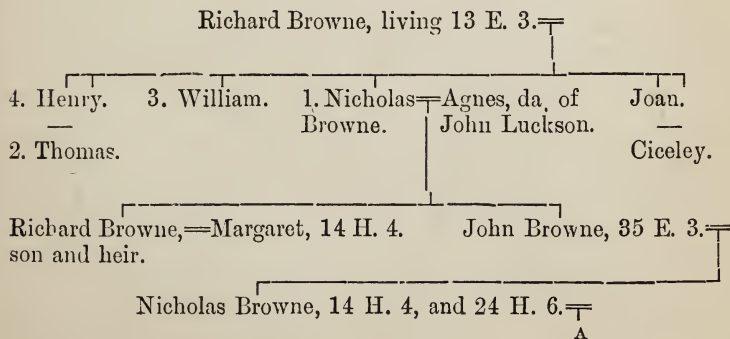 Richard Browne, living 13 E. 3.
4. Henry. 3. William. 1. Nicholas Agnes, da. of Joan.
Browne. John Luckson.
2. Thomas. Ciceley.
Richard Browne, Margaret, 14 H. 4. John Browne, 35 E. 3.
son and heir.
Nicholas Browne, 14 H. 4, and 24 H. 6.
A